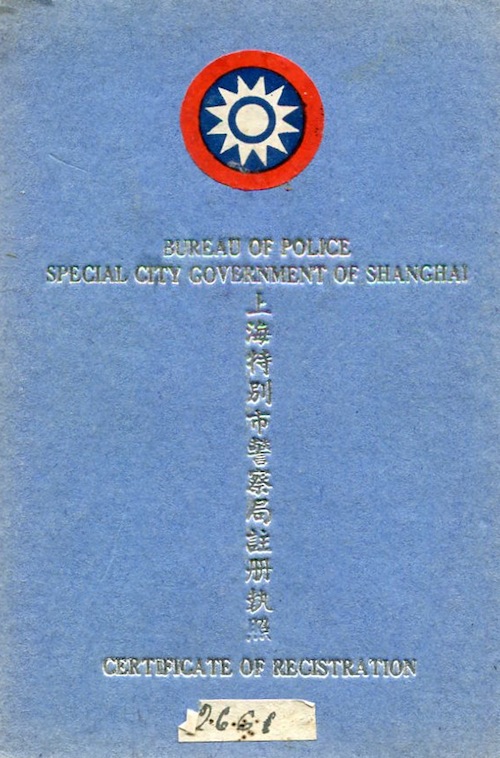 BUREAU OF POLICE
SPECIAL CITY GOVERNMENT OF SHANGHAI
上海特別市警察局註册執照
CERTIFICATE OF REGISTRATION
2661